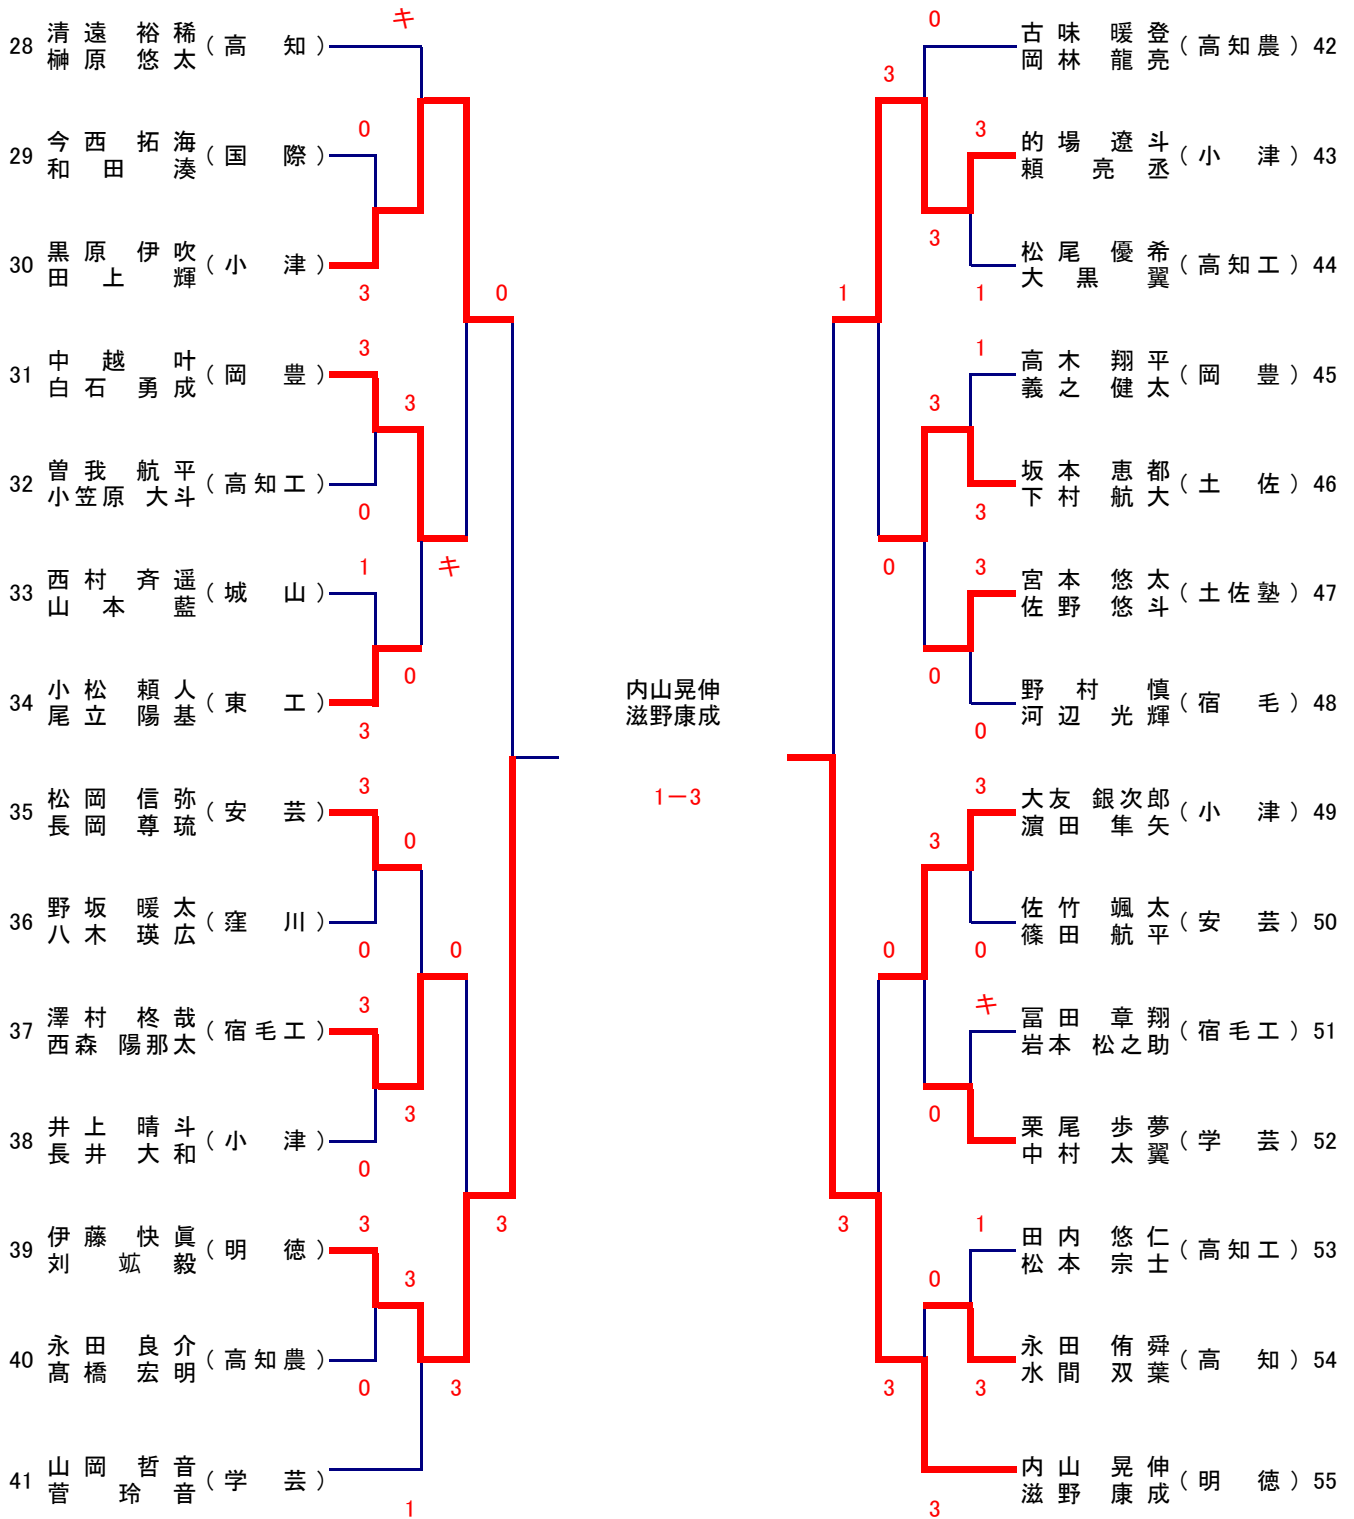 キ
28 清遠 裕稀 榊原 悠太 (高知)
0
29 今西 拓海 和田 湊 (国際)
30 黒原 伊吹 田上 輝 (小津)
3
0
3
31 中越 叶 白石 勇成 (岡豊)
3
32 曽我 航平 小笠原 大斗 (高知工)
0
キ
1
33 西村 斉遥 山本 藍 (城山)
0
34 小松 頼人 尾立 陽基 (東工)
3
3
35 松岡 信弥 長岡 尊琉 (安芸)
0
36 野坂 暖太 八木 瑛広 (窪川)
0
0
3
37 澤村 柊哉 西森 陽那太 (宿毛工)
3
38 井上 晴斗 長井 大和 (小津)
0
3
3
39 伊藤 快眞 刘 竑毅 (明徳)
3
40 永田 良介 髙橋 宏明 (高知農)
0
3
41 山岡 哲音 菅 玲音 (学芸)
1
内山晃伸
滋野康成
1－3
0
古味 暖登 岡林 龍亮 (高知農) 42
3
3
的場 遼斗 頼 亮丞 (小津) 43
3
松尾 優希 大黒 翼 (高知工) 44
1
1
1
高木 翔平 義之 健太 (岡豊) 45
3
坂本 恵都 下村 航大 (土佐) 46
3
0
3
宮本 悠太 佐野 悠斗 (土佐塾) 47
0
野村 慎 河辺 光輝 (宿毛) 48
0
3
大友 銀次郎 濵田 隼矢 (小津) 49
3
佐竹 颯太 篠田 航平 (安芸) 50
0
0
キ
冨田 章翔 岩本 松之助 (宿毛工) 51
0
栗尾 歩夢 中村 太翼 (学芸) 52
3
1
田内 悠仁 松本 宗士 (高知工) 53
0
永田 侑舜 水間 双葉 (高知) 54
3
3
内山 晃伸 滋野 康成 (明徳) 55
3